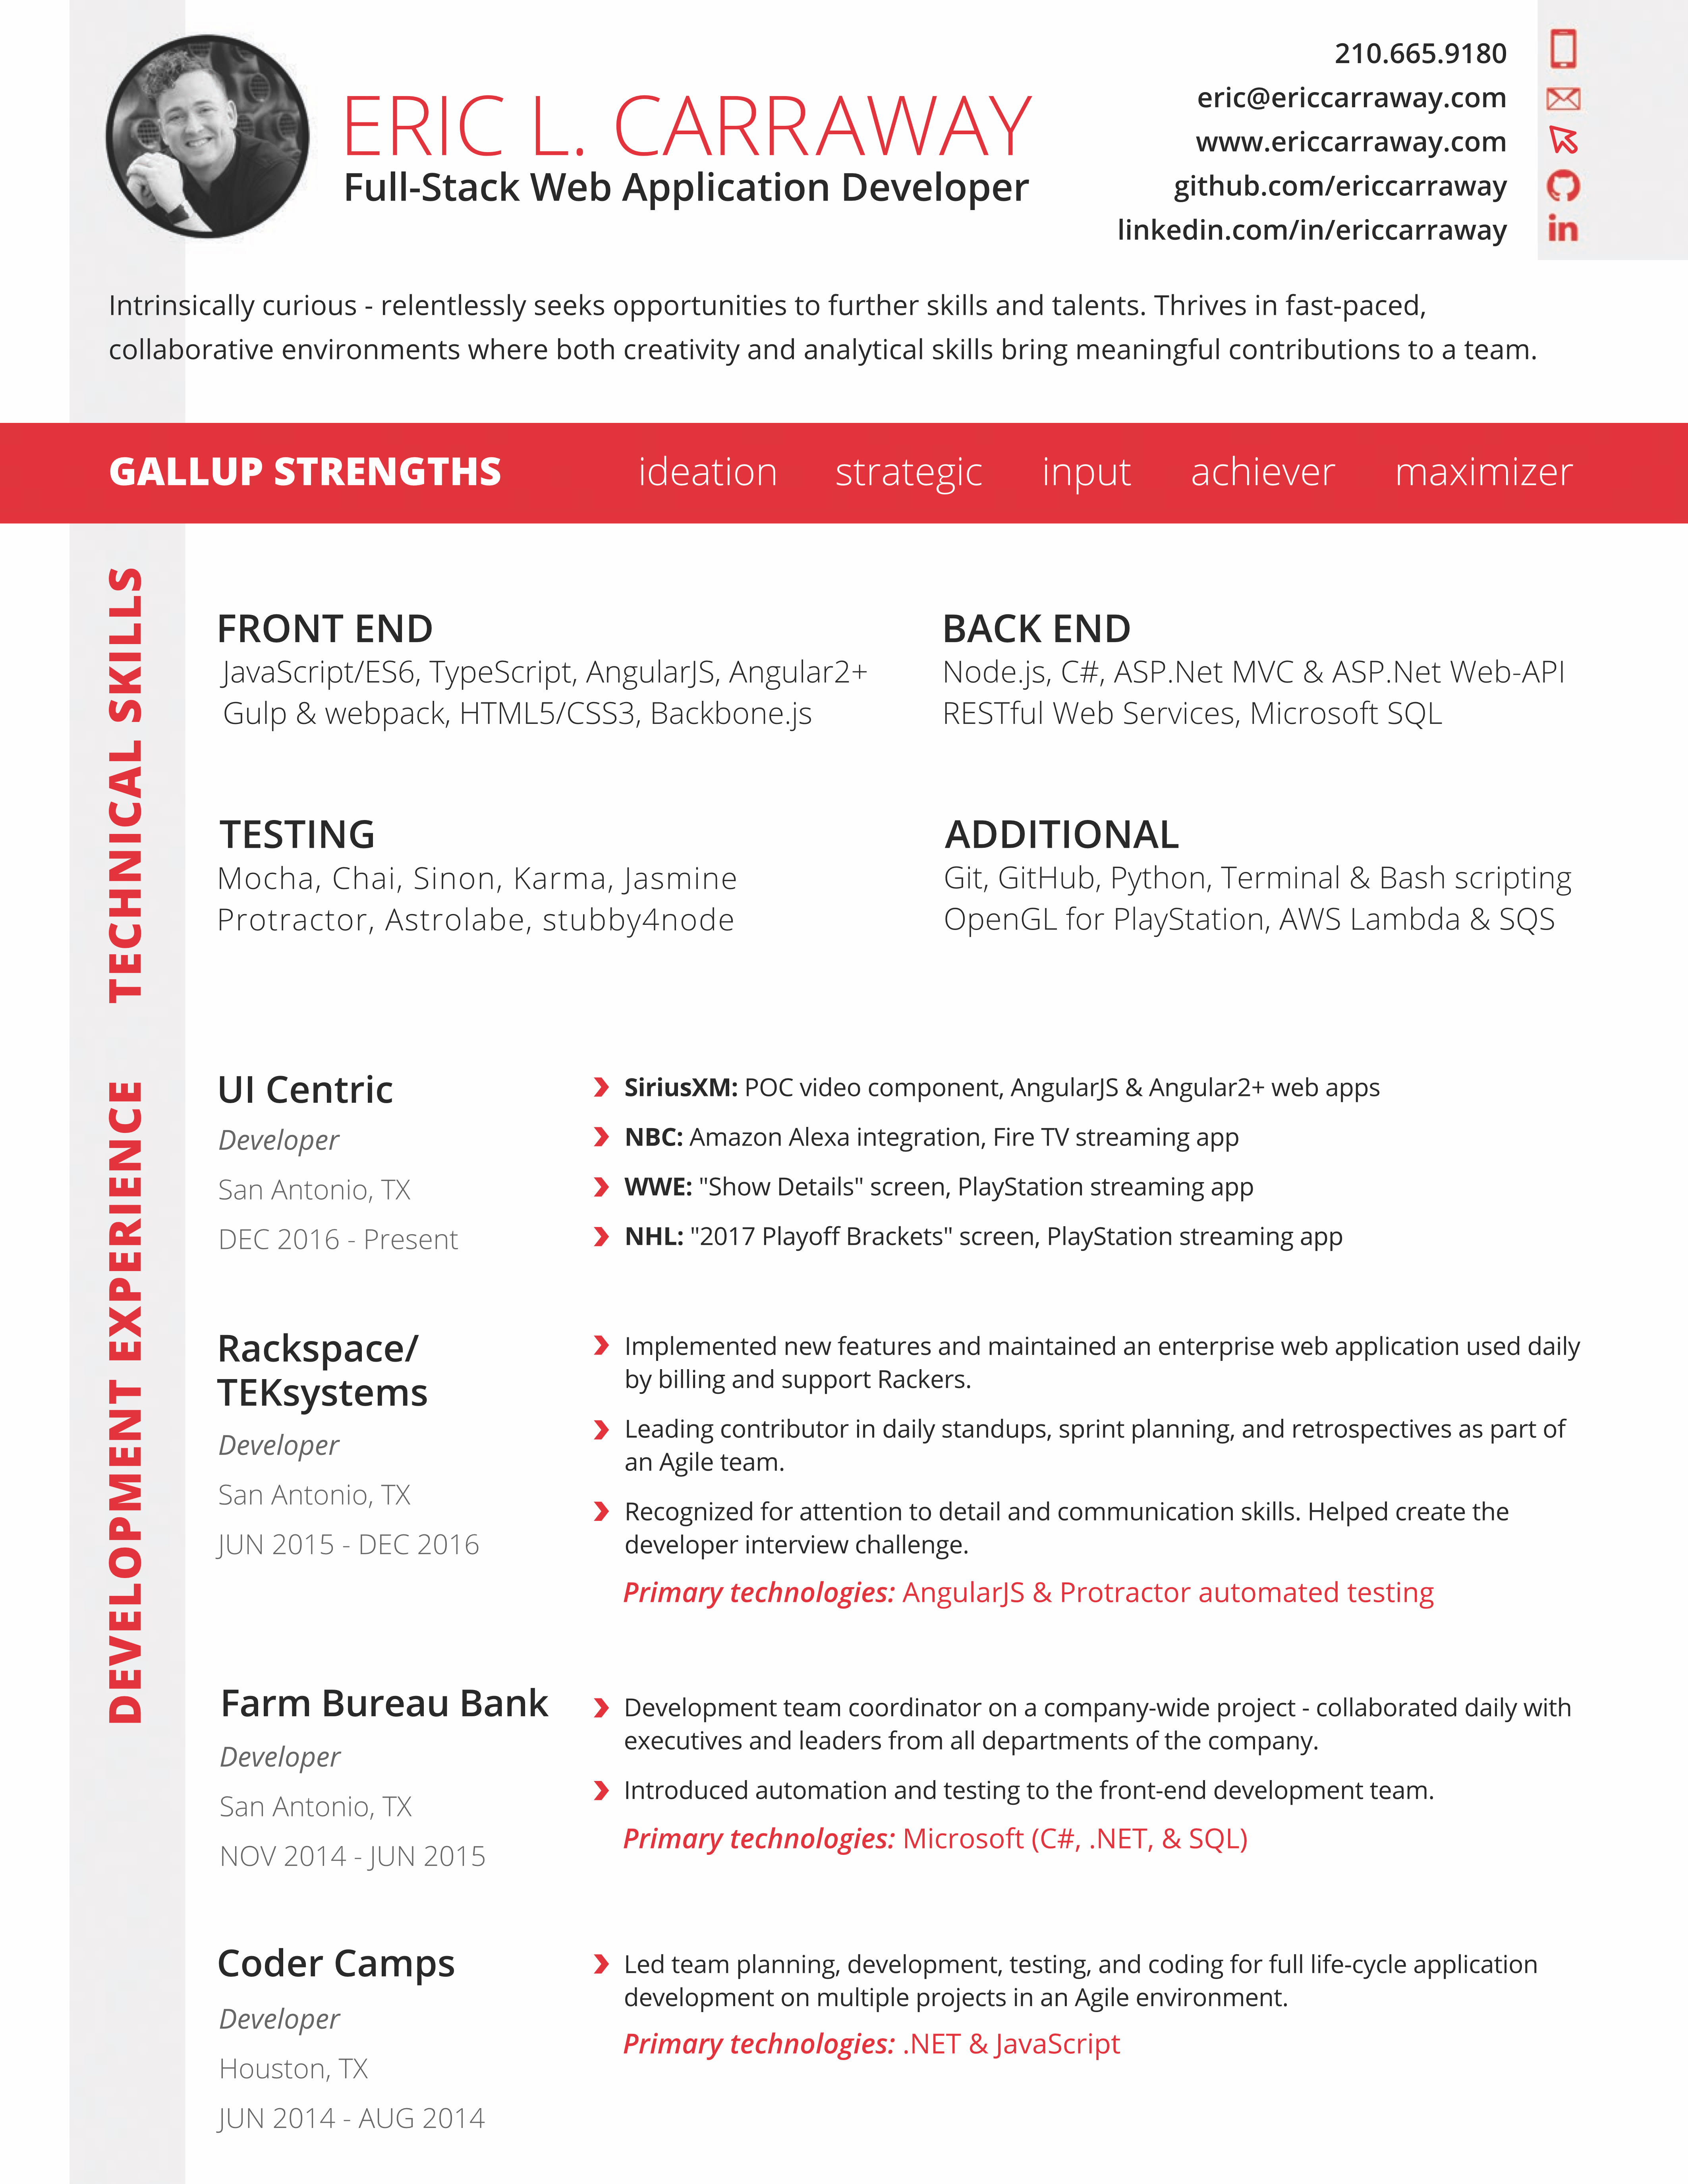 ERIC L. CARRAWAY
Full-Stack Web Application Developer
210.665.9180
eric@ericcarraway.com
www.ericcarraway.com
github.com/ericcarraway
linkedin.com/in/ericcarraway
in
Intrinsically curious - relentlessly seeks opportunities to further skills and talents. Thrives in fast-paced,
collaborative environments where both creativity and analytical skills bring meaningful contributions to a team.
GALLUP STRENGTHS ideation strategic input achiever maximizer
TECHNICAL SKILLS
FRONT END
JavaScript/ES6, TypeScript, AngularJS, Angular2+
Gulp & webpack, HTML5/CSS3, Backbone.js
BACK END
Node.js, C#, ASP.Net MVC & ASP.Net Web-API
RESTful Web Services, Microsoft SQL
TESTING
Mocha, Chai, Sinon, Karma, Jasmine
Protractor, Astrolabe, stubby4node
ADDITIONAL
Git, GitHub, Python, Terminal & Bash scripting
OpenGL for PlayStation, AWS Lambda & SQS
DEVELOPMENT EXPERIENCE
UI Centric
Developer
San Antonio, TX
DEC 2016 - Present
SiriusXM: POC video component, AngularJS & Angular2+ web apps
NBC: Amazon Alexa integration, Fire TV streaming app
WWE: "Show Details" screen, PlayStation streaming app
NHL: "2017 Playoff Brackets" screen, PlayStation streaming app
Rackspace/
TEKsystems
Developer
San Antonio, TX
JUN 2015 - DEC 2016
Implemented new features and maintained an enterprise web application used daily
by billing and support Rackers.
Leading contributor in daily standups, sprint planning, and retrospectives as part of
an Agile team.
Recognized for attention to detail and communication skills. Helped create the
developer interview challenge.
Primary technologies: AngularJS & Protractor automated testing
Farm Bureau Bank
Developer
San Antonio, TX
NOV 2014 - JUN 2015
Development team coordinator on a company-wide project - collaborated daily with
executives and leaders from all departments of the company.
Introduced automation and testing to the front-end development team.
Primary technologies: Microsoft (C#, .NET, & SQL)
Coder Camps
Developer
Houston, TX
JUN 2014 - AUG 2014
Led team planning, development, testing, and coding for full life-cycle application
development on multiple projects in an Agile environment.
Primary technologies: .NET & JavaScript